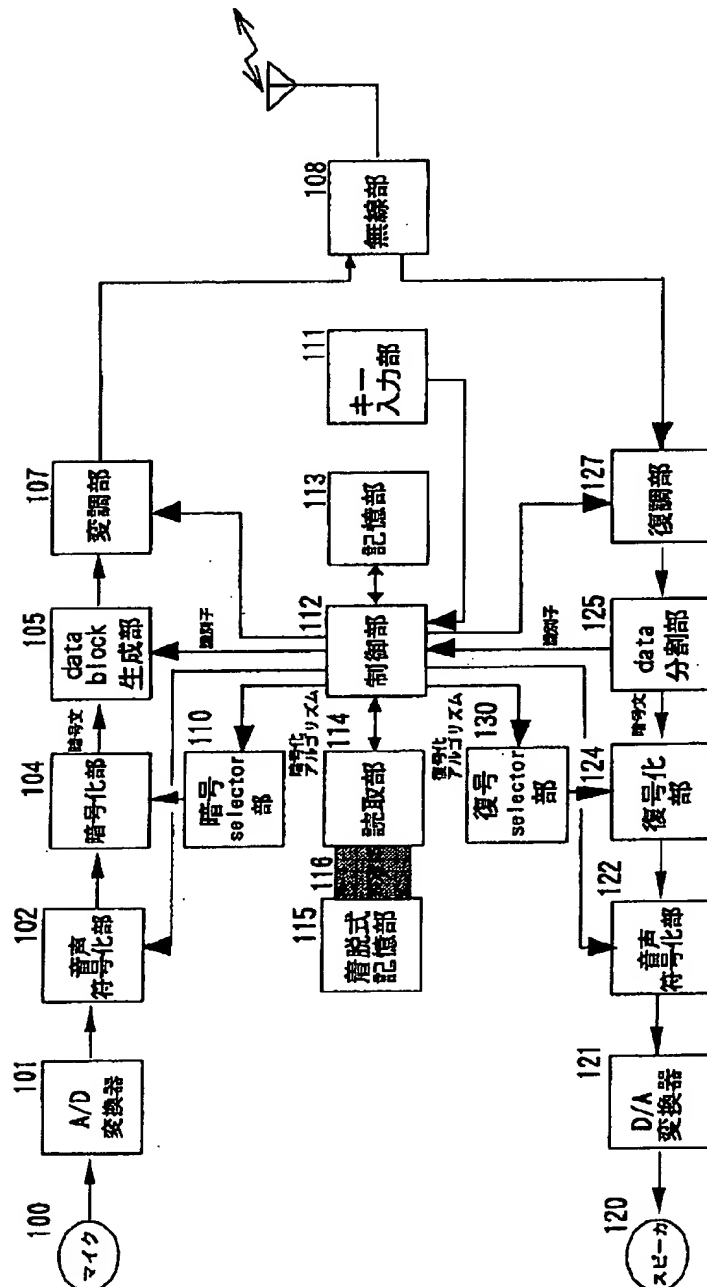 100
マイク
101
A/D
変換器
102
音声
符号化部
104
暗号化部
暗号文
105
data
block
生成部
107
変調部
108
無線部
110
暗号
selector
部
識別子
111
キー
入力部
112
制御部
113
記憶部
114
読取部
暗号化
アルゴリズム
115
着脱式
記憶部
116
復号化
アルゴリズム
130
復号
selector
部
識別子
120
スピーカ
121
D/A
変換器
122
音声
符号化部
124
復号化
部
暗号文
125
data
分割部
127
復調部